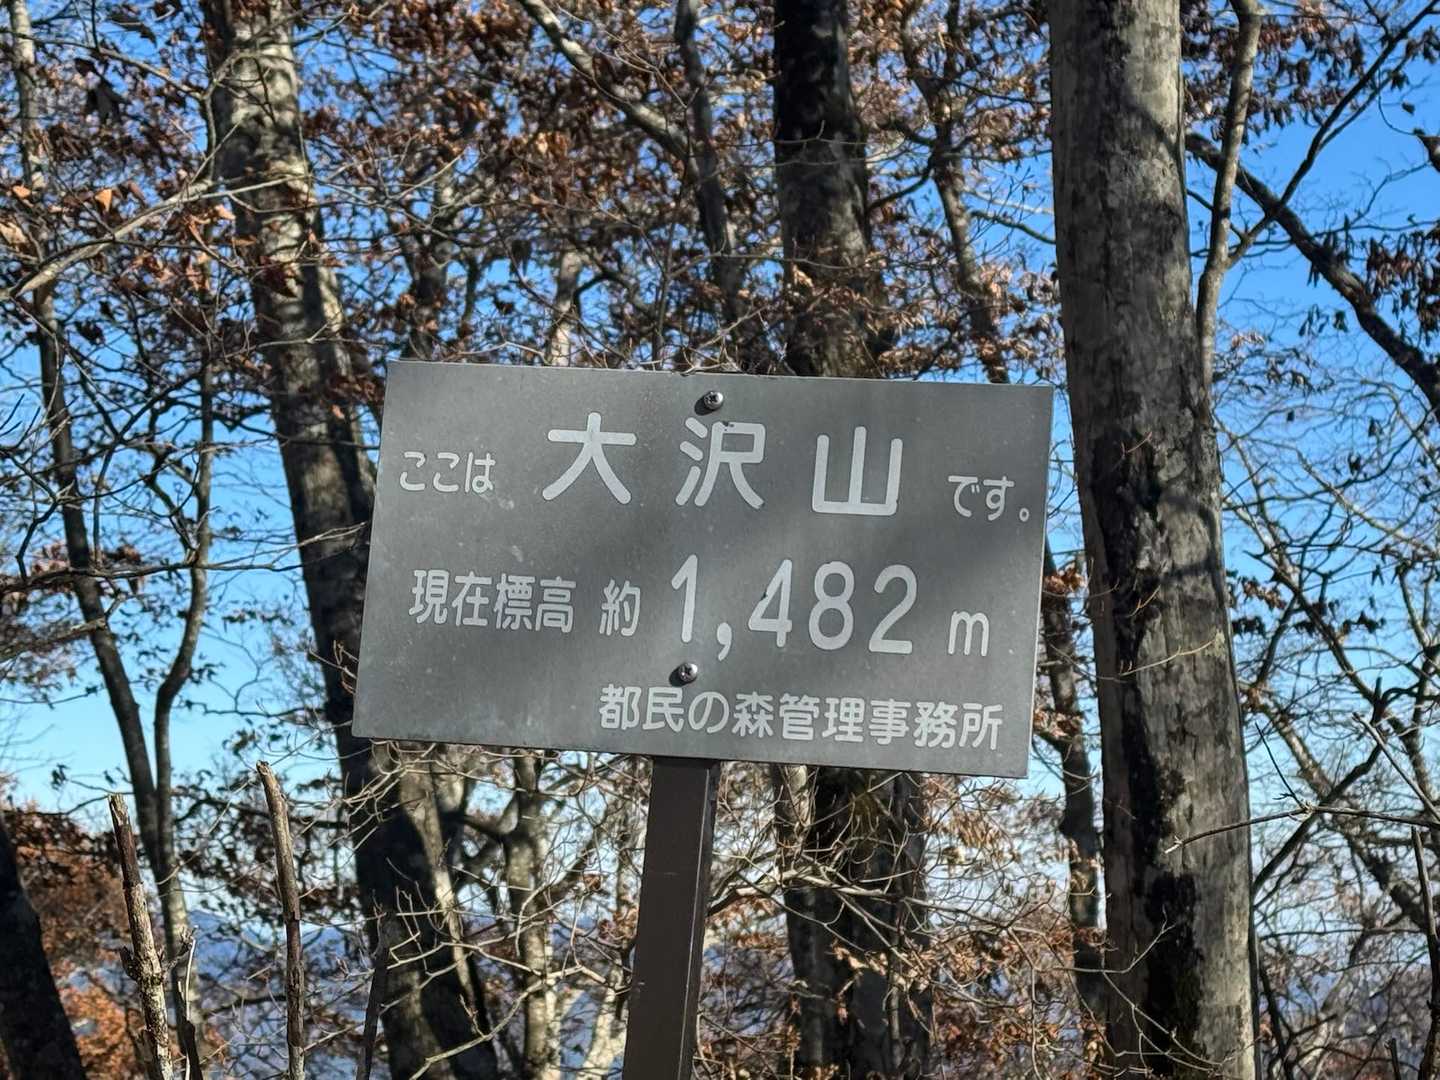 ここは 大沢山 です。
現在標高 約 1,482 m
都民の森管理事務所